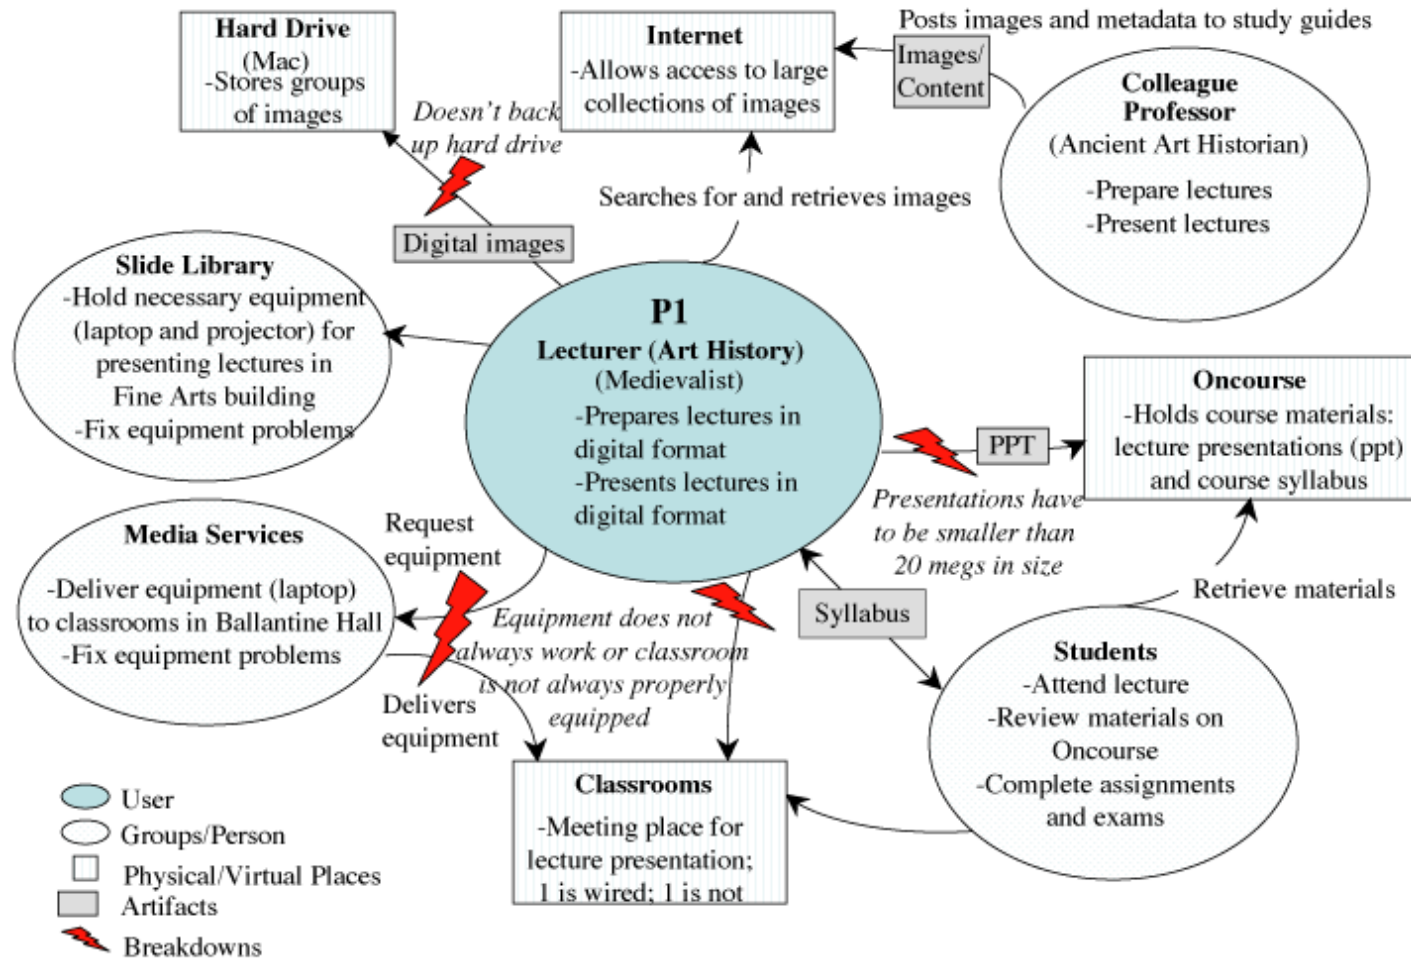 Hard Drive
(Mac)
-Stores groups
of images
Internet
-Allows access to large
collections of images
Posts images and metadata to study guides
Images/
Content
Colleague
Professor
(Ancient Art Historian)
-Prepare lectures
-Present lectures
Doesn't back
up hard drive
Digital images
Searches for and retrieves images
Slide Library
-Hold necessary equipment
(laptop and projector) for
presenting lectures in
Fine Arts building
-Fix equipment problems
P1
Lecturer (Art History)
(Medievalist)
-Prepares lectures in
digital format
-Presents lectures in
digital format
PPT
Presentations have
to be smaller than
20 megs in size
Oncourse
-Holds course materials:
lecture presentations (ppt)
and course syllabus
Retrieve materials
Media Services
-Deliver equipment (laptop)
to classrooms in Ballantine Hall
-Fix equipment problems
Request
equipment
Equipment does not
always work or classroom
is not always properly
equipped
Delivers
equipment
Syllabus
Students
-Attend lecture
-Review materials on
Oncourse
-Complete assignments
and exams
Classrooms
-Meeting place for
lecture presentation;
1 is wired; 1 is not
User
Groups/Person
Physical/Virtual Places
Artifacts
Breakdowns